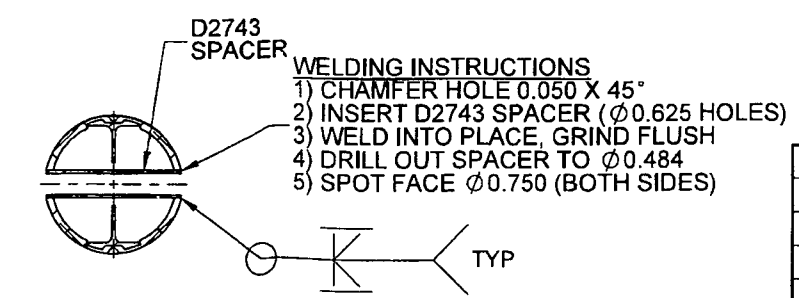 D2743
SPACER
WELDING INSTRUCTIONS
1) CHAMFER HOLE 0.050 X 45°
2) INSERT D2743 SPACER (∅0.625 HOLES)
3) WELD INTO PLACE, GRIND FLUSH
4) DRILL OUT SPACER TO ∅0.484
5) SPOT FACE ∅0.750 (BOTH SIDES)
TYP